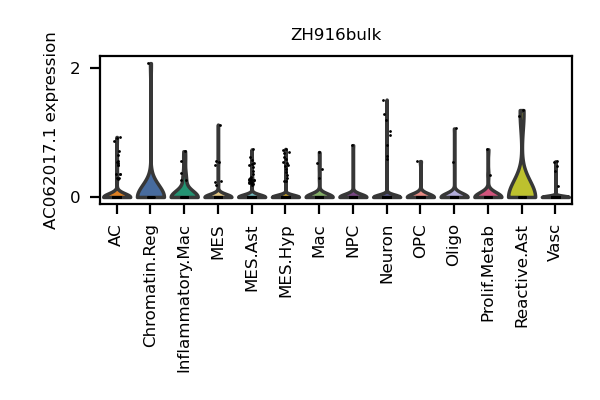 ZH916bulk
AC062017.1 expression
2
0
AC
Chromatin.Reg
Inflammatory.Mac
MES
MES.Ast
MES.Hyp
Mac
NPC
Neuron
OPC
Oligo
Prolif.Metab
Reactive.Ast
Vasc